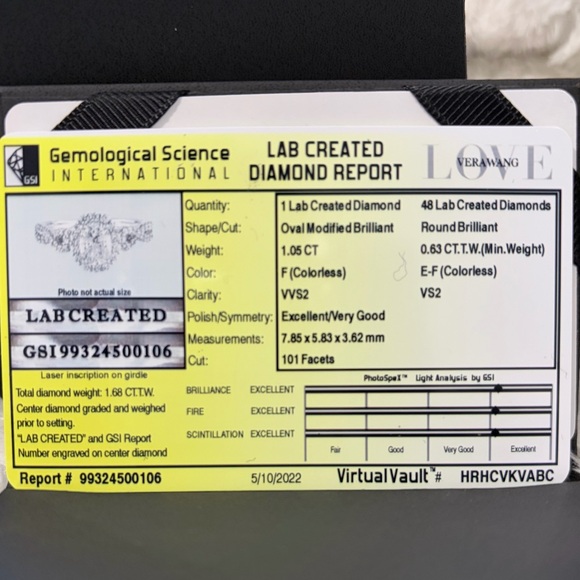 GSI
Gemological Science
INTERNATIONAL
LAB CREATED
DIAMOND REPORT
LOVE
VERAWANG
Quantity: 1 Lab Created Diamond 48 Lab Created Diamonds
Shape/Cut: Oval Modified Brilliant Round Brilliant
Weight: 1.05 CT 0.63 CT.T.W.(Min.Weight)
Color: F (Colorless) E-F (Colorless)
Clarity: VVS2 VS2
Polish/Symmetry: Excellent/Very Good
Measurements: 7.85 x 5.83 x 3.62 mm
Cut: 101 Facets
Photo not actual size
LAB CREATED
GSI 99324500106
Laser inscription on girdle
Total diamond weight: 1.68 CT.T.W.
Center diamond graded and weighed
prior to setting.
"LAB CREATED" and GSI Report
Number engraved on center diamond
PhotoSpeX™ Light Analysis by GSI
BRILLIANCE EXCELLENT
FIRE EXCELLENT
SCINTILLATION EXCELLENT
Fair Good Very Good Excellent
Report # 99324500106 5/10/2022 VirtualVault™# HRHCVKVABC